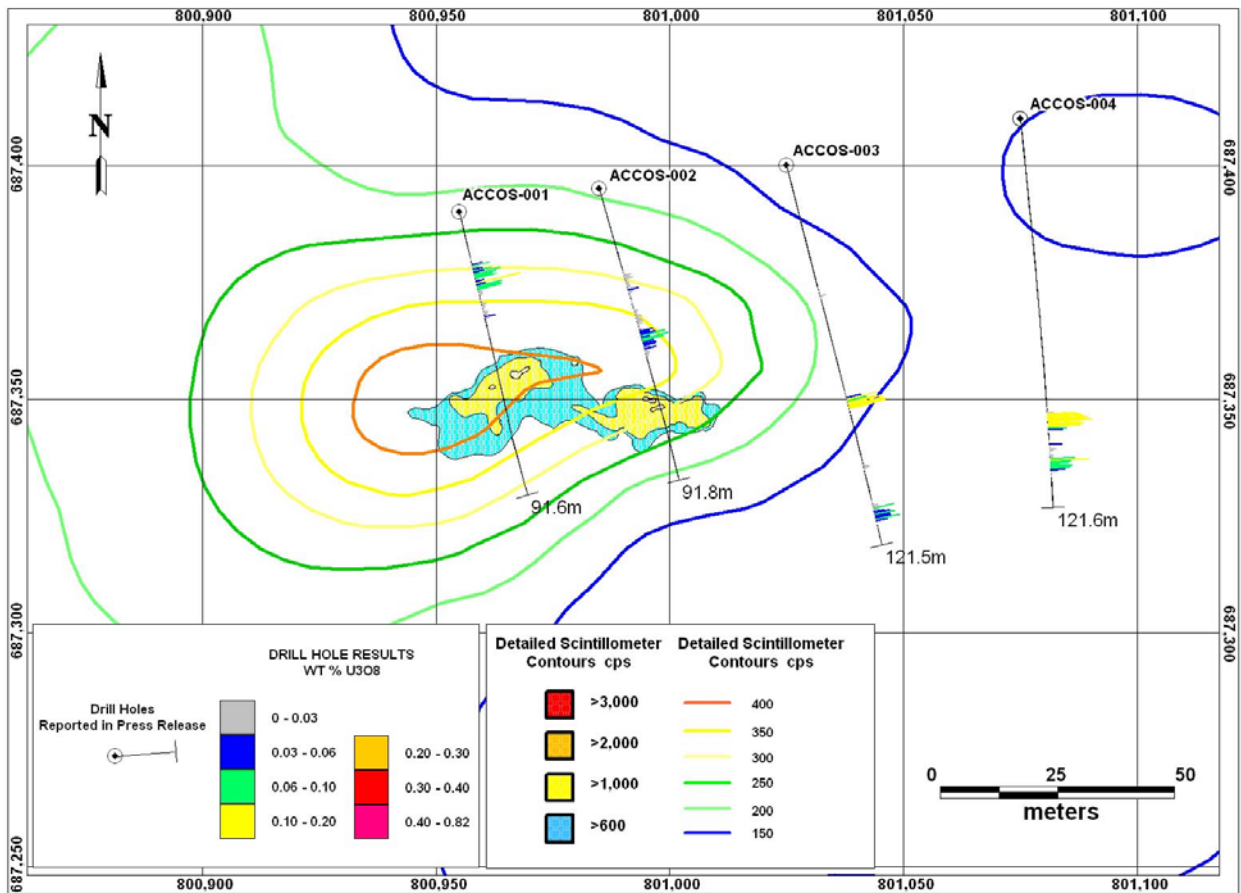 800,900 800,950 801,000 801,050 801,100
687,400
687,350
687,300
687,250
N
ACCOS-001
ACCOS-002
ACCOS-003
ACCOS-004
687,400
687,350
687,300
91.6m
91.8m
121.5m
121.6m
DRILL HOLE RESULTS
WT % U3O8
Drill Holes
Reported in Press Release
0 - 0.03
0.03 - 0.06
0.06 - 0.10
0.10 - 0.20
0.20 - 0.30
0.30 - 0.40
0.40 - 0.82
Detailed Scintillometer
Contours cps
>3,000
>2,000
>1,000
>600
Detailed Scintillometer
Contours cps
400
350
300
250
200
150
0 25 50
meters
800,900 800,950 801,000 801,050 801,100